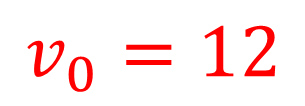 v₀ = 12